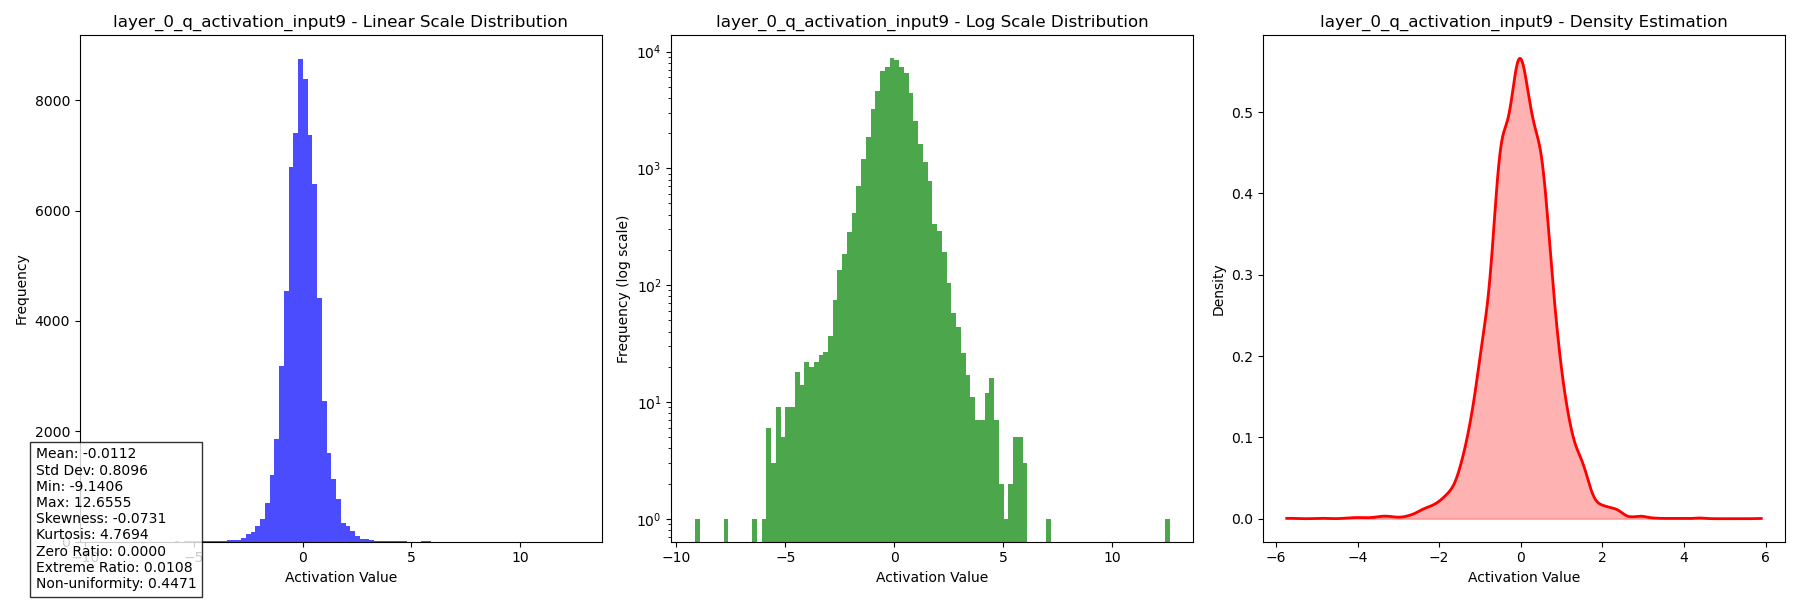 layer_0_q_activation_input9 - Linear Scale Distribution
Frequency
8000
6000
4000
2000
0
−10
−5
0
5
10
Activation Value
Mean: -0.0112
Std Dev: 0.8096
Min: -9.1406
Max: 12.6555
Skewness: -0.0731
Kurtosis: 4.7694
Zero Ratio: 0.0000
Extreme Ratio: 0.0108
Non-uniformity: 0.4471
layer_0_q_activation_input9 - Log Scale Distribution
Frequency (log scale)
10⁴
10³
10²
10¹
10⁰
−10
−5
0
5
10
Activation Value
layer_0_q_activation_input9 - Density Estimation
Density
0.5
0.4
0.3
0.2
0.1
0.0
−6
−4
−2
0
2
4
6
Activation Value